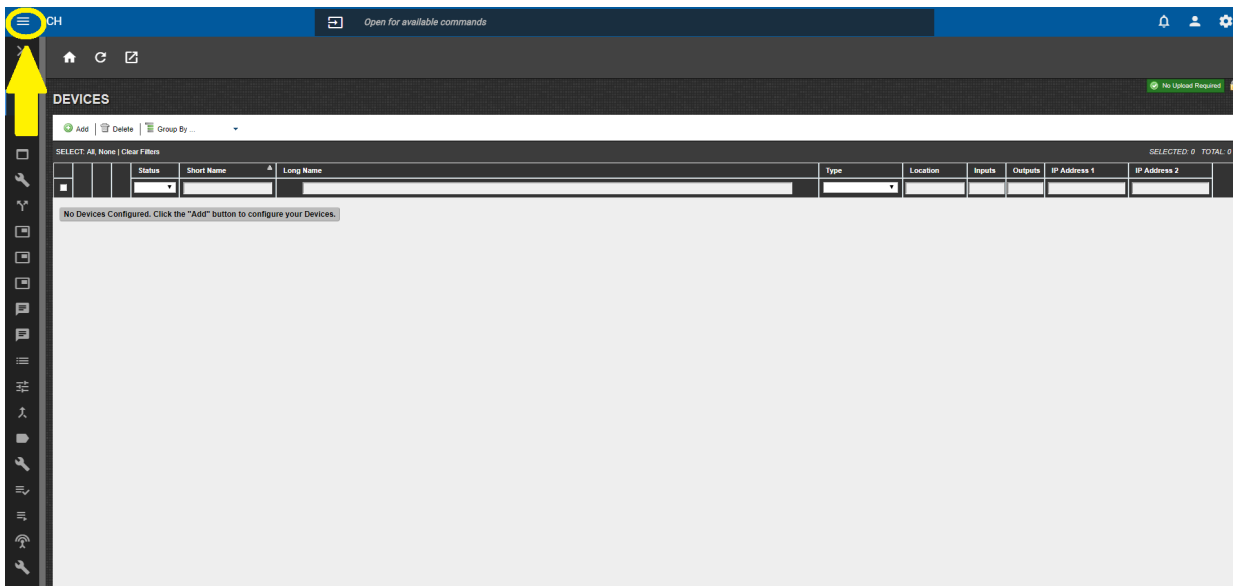 CH Open for available commands
No Upload Required
DEVICES
Add Delete Group By ...
SELECT: All, None | Clear Filters SELECTED: 0 TOTAL: 0
Status Short Name Long Name Type Location Inputs Outputs IP Address 1 IP Address 2
No Devices Configured. Click the "Add" button to configure your Devices.